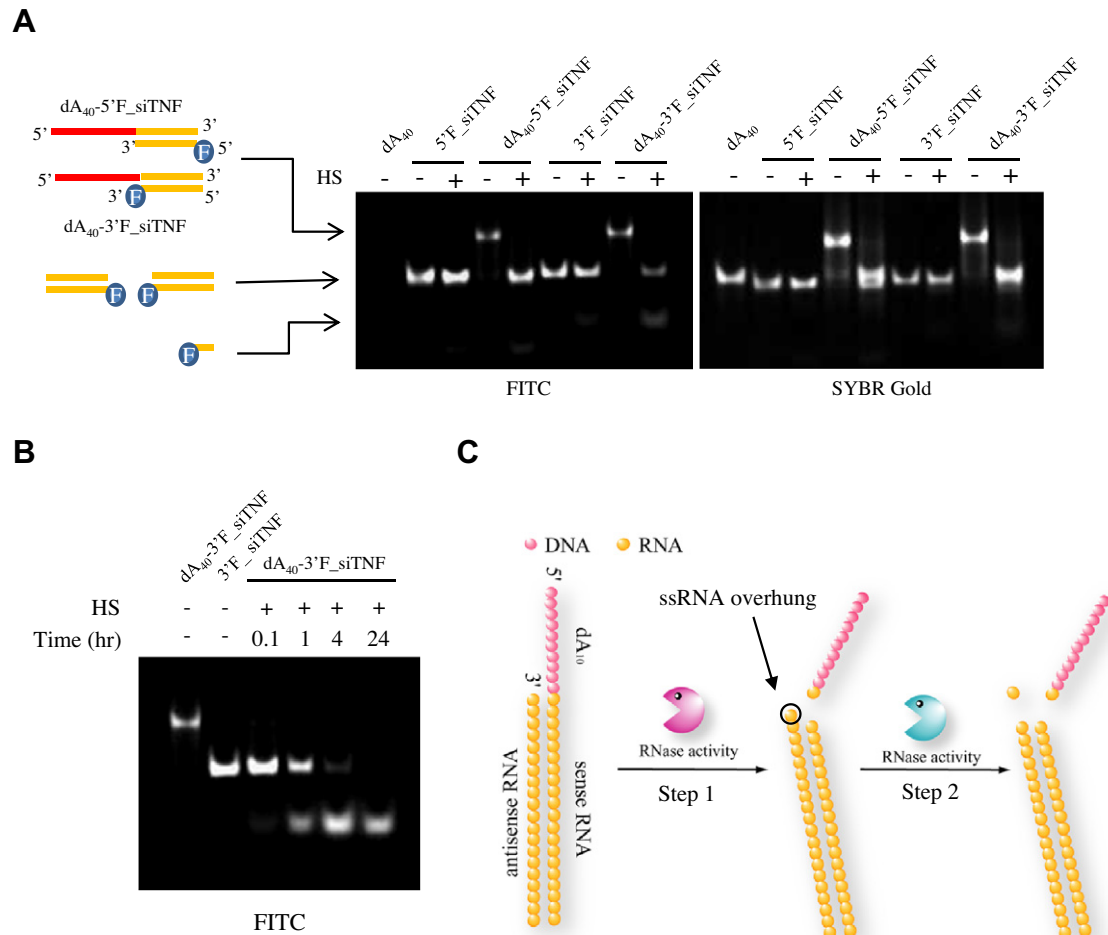 A
dA40-5'F_siTNF
5' 3'
3' F 5'
5' 3'
3' F 5'
dA40-3'F_siTNF
F F
F
dA40 5'F_siTNF dA40-5'F_siTNF 3'F_siTNF dA40-3'F_siTNF
HS - - + - + - + - +
FITC
dA40 5'F_siTNF dA40-5'F_siTNF 3'F_siTNF dA40-3'F_siTNF
- - + - + - + - +
SYBR Gold
B
dA40-3'F_siTNF 3'F_siTNF dA40-3'F_siTNF
HS - - + + + +
Time (hr) - - 0.1 1 4 24
FITC
C
DNA RNA
5'
dA10
3'
antisense RNA
sense RNA
RNase activity
Step 1
ssRNA overhung
RNase activity
Step 2